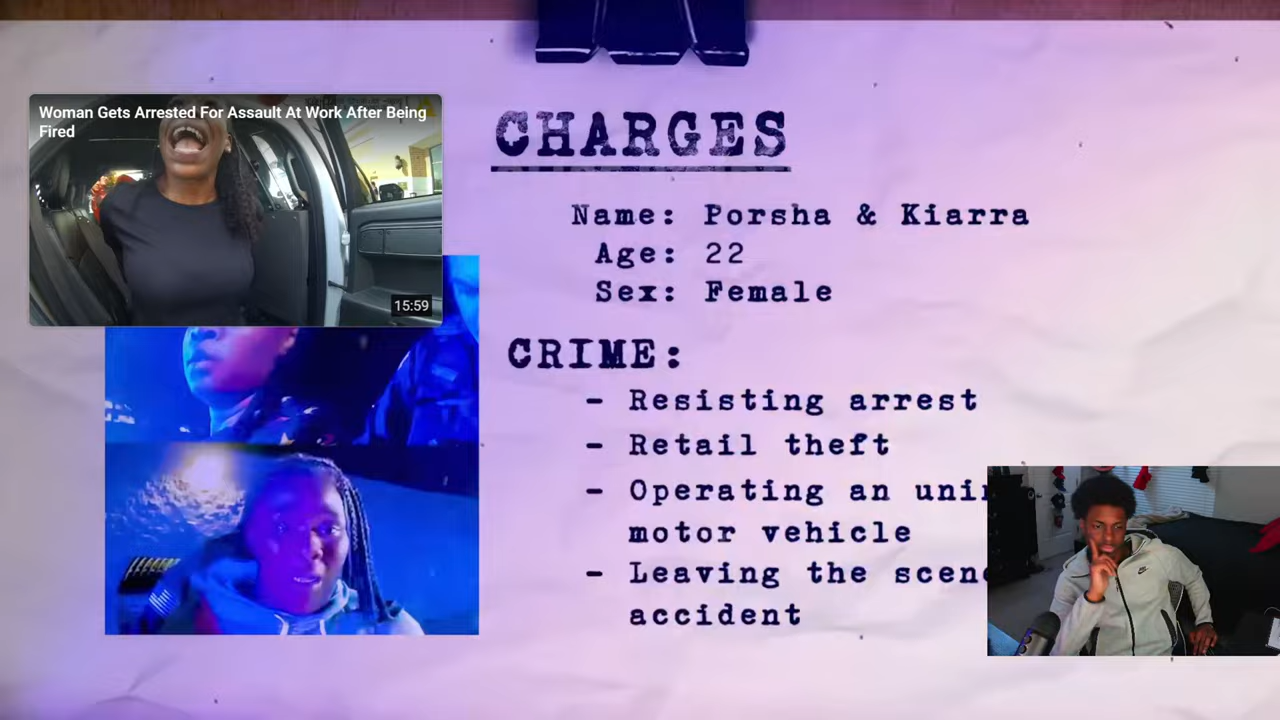 Woman Gets Arrested For Assault At Work After Being
Fired
15:59
CHARGES
Name: Porsha & Kiarra
Age: 22
Sex: Female
CRIME:
- Resisting arrest
- Retail theft
- Operating an
motor vehicle
- Leaving the
accident